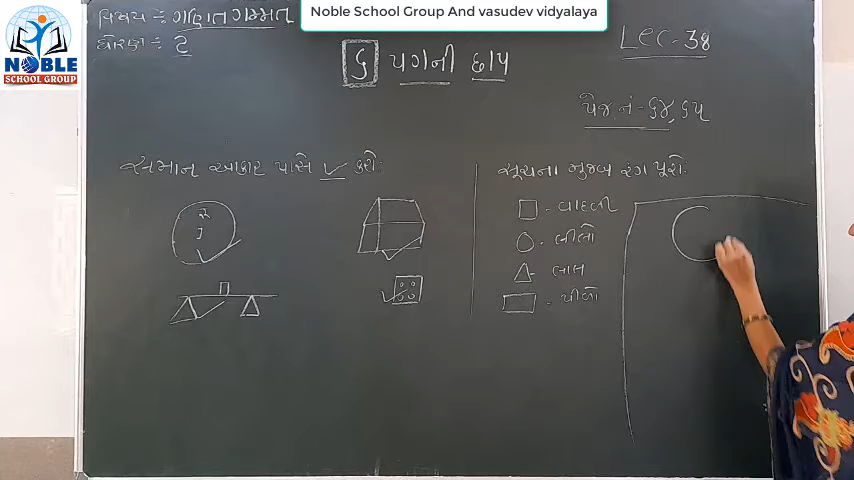 Noble School Group And vasudev vidyalaya
NOBLE
SCHOOL GROUP
વિષય :- ગણિત ગમ્મત
ધોરણ :- ૨
Lec-38
૬ પગની છાપ
પેજ નં - ૬૪, ૬૫
સમાન આકાર પાસે ✓ કરો:
સૂચના મુજબ રંગ પૂરો:
□ - વાદળી
○ - લીલો
△ - લાલ
▭ - પીળો